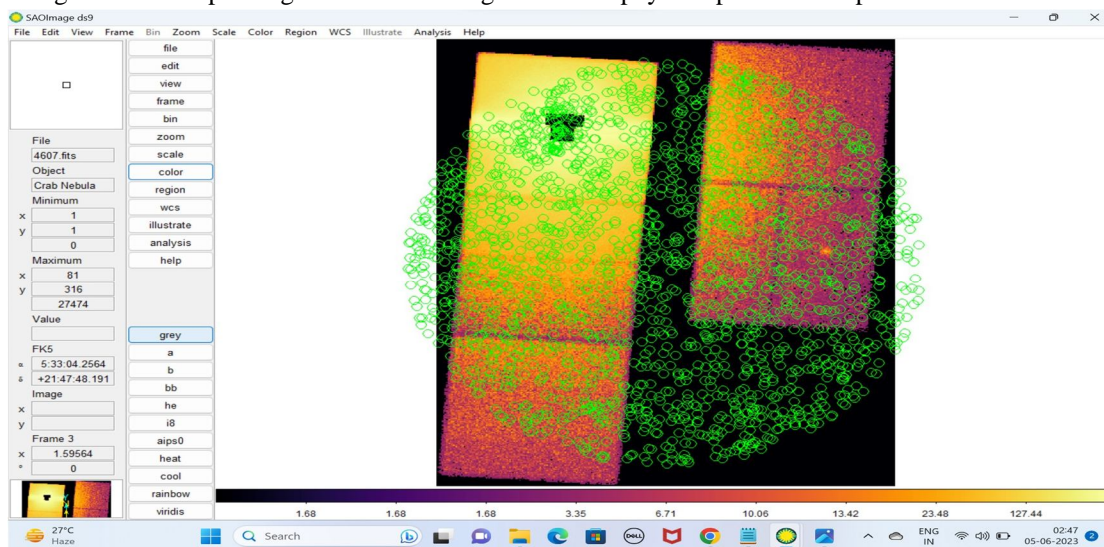 SAOImage ds9
File Edit View Frame Bin Zoom Scale Color Region WCS Illustrate Analysis Help
file
edit
view
frame
bin
zoom
scale
color
region
wcs
illustrate
analysis
help
File
4607.fits
Object
Crab Nebula
Minimum
x 1
y 1
0
Maximum
x 81
y 316
27474
Value
FK5
α 5:33:04.2564
δ +21:47:48.191
Image
x
y
Frame 3
x 1.59564
° 0
grey
a
b
bb
he
i8
aips0
heat
cool
rainbow
viridis
1.68 1.68 1.68 3.35 6.71 10.06 13.42 23.48 127.44
27°C
Haze
Search
DELL
ENG
IN
02:47
05-06-2023
2